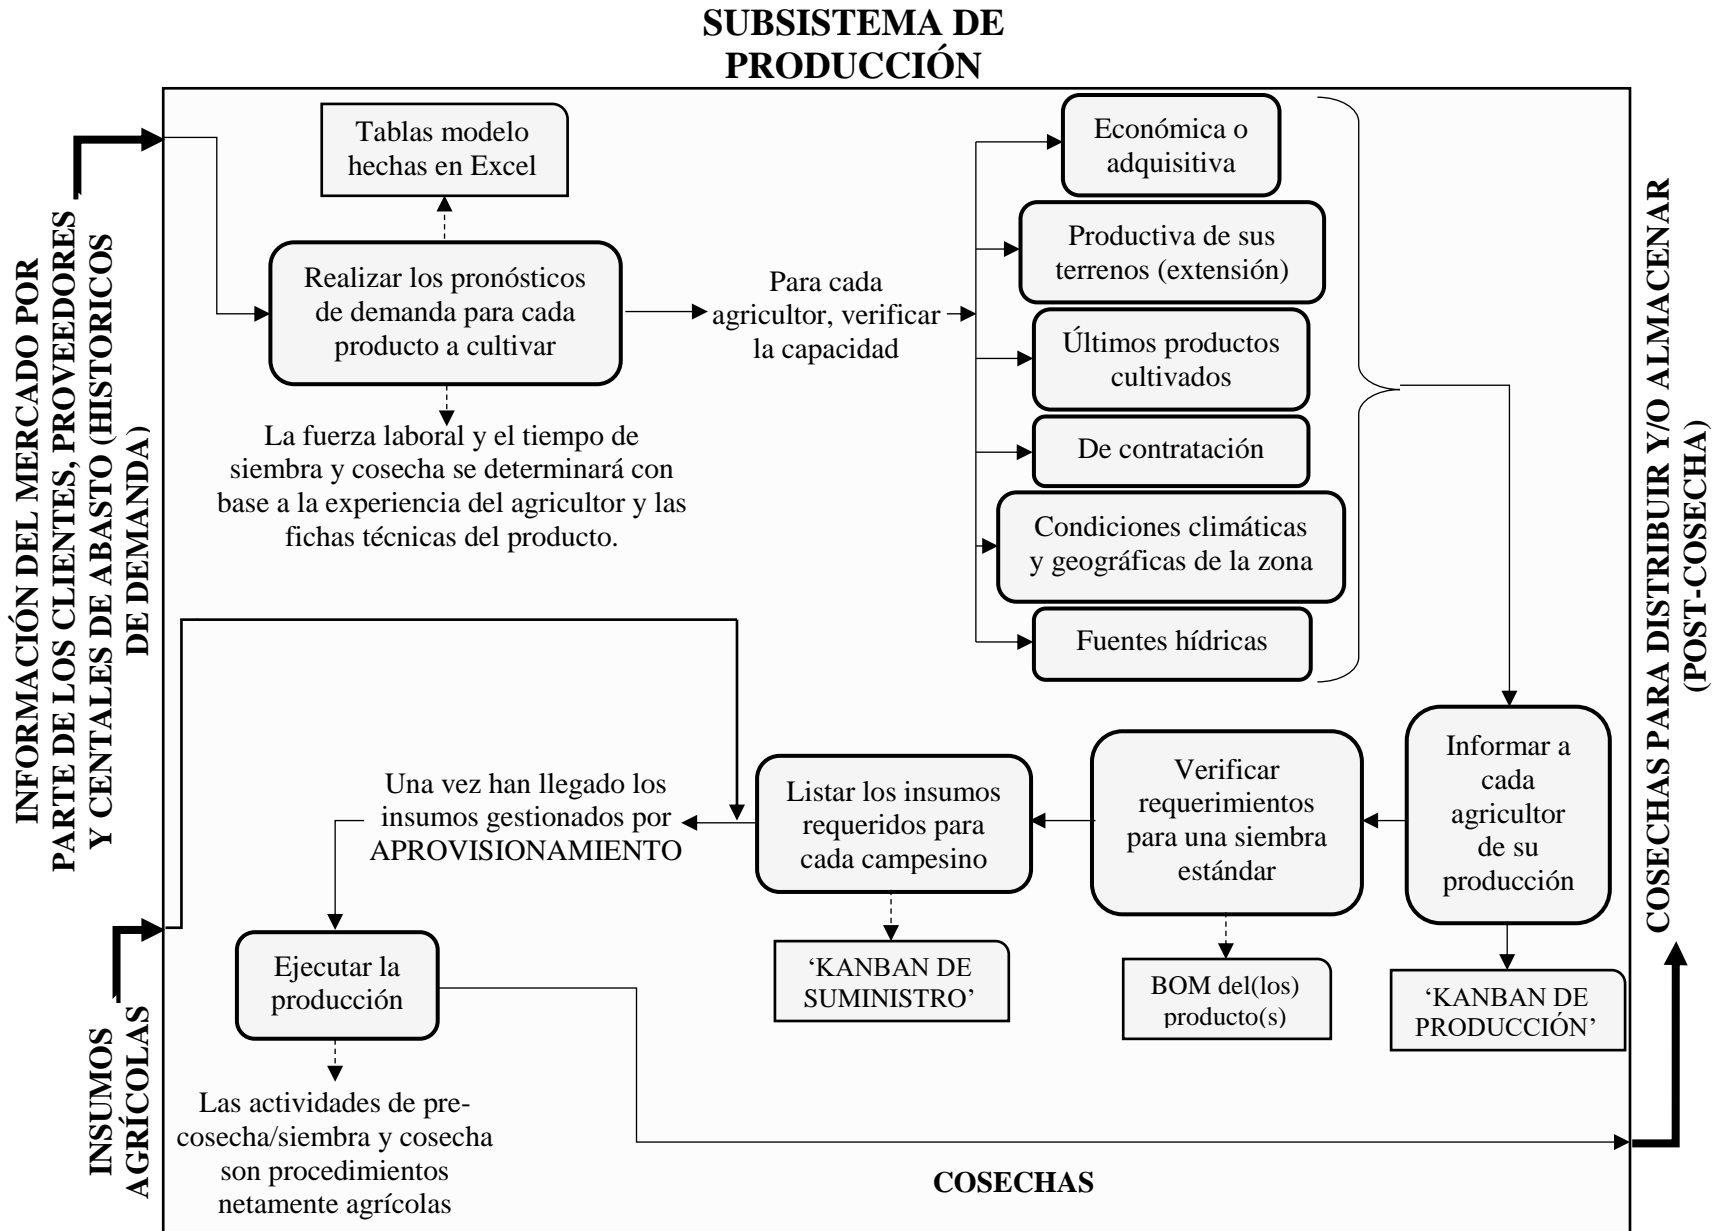 SUBSISTEMA DE
PRODUCCIÓN
INFORMACIÓN DEL MERCADO POR
PARTE DE LOS CLIENTES, PROVEEDORES
Y CENTALES DE ABASTO (HISTORICOS
DE DEMANDA)
Tablas modelo
hechas en Excel
Realizar los pronósticos
de demanda para cada
producto a cultivar
La fuerza laboral y el tiempo de
siembra y cosecha se determinará con
base a la experiencia del agricultor y las
fichas técnicas del producto.
Para cada
agricultor, verificar
la capacidad
Económica o
adquisitiva
Productiva de sus
terrenos (extensión)
Últimos productos
cultivados
De contratación
Condiciones climáticas
y geográficas de la zona
Fuentes hídricas
Informar a
cada
agricultor
de su
producción
‘KANBAN DE
PRODUCCIÓN’
Verificar
requerimientos
para una siembra
estándar
BOM del(los)
producto(s)
Listar los insumos
requeridos para
cada campesino
‘KANBAN DE
SUMINISTRO’
Una vez han llegado los
insumos gestionados por
APROVISIONAMIENTO
INSUMOS
AGRÍCOLAS
Ejecutar la
producción
Las actividades de pre-
cosecha/siembra y cosecha
son procedimientos
netamente agrícolas
COSECHAS
COSECHAS PARA DISTRIBUIR Y/O ALMACENAR
(POST-COSECHA)